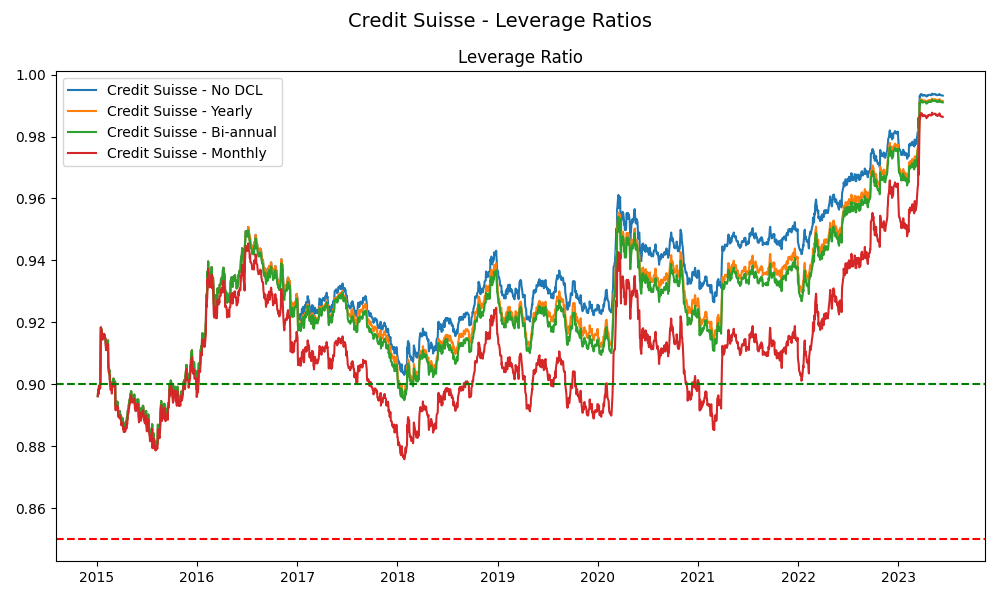 Credit Suisse - Leverage Ratios
Leverage Ratio
Credit Suisse - No DCL
Credit Suisse - Yearly
Credit Suisse - Bi-annual
Credit Suisse - Monthly
1.00
0.98
0.96
0.94
0.92
0.90
0.88
0.86
2015 2016 2017 2018 2019 2020 2021 2022 2023